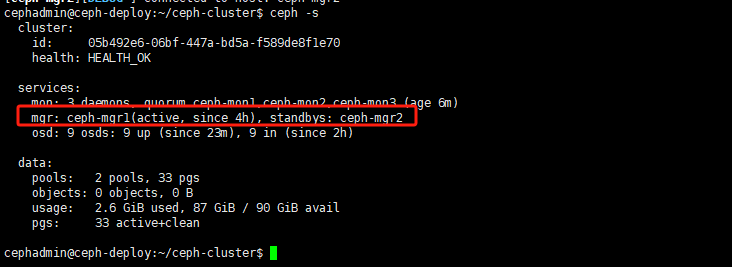 cephadmin@ceph-deploy:~/ceph-cluster$ ceph -s
cluster:
id:     05b492e6-06bf-447a-bd5a-f589de8f1e70
health: HEALTH_OK
services:
mon: 3 daemons, quorum ceph-mon1,ceph-mon2,ceph-mon3 (age 6m)
mgr: ceph-mgr1(active, since 4h), standbys: ceph-mgr2
osd: 9 osds: 9 up (since 23m), 9 in (since 2h)
data:
pools:   2 pools, 33 pgs
objects: 0 objects, 0 B
usage:   2.6 GiB used, 87 GiB / 90 GiB avail
pgs:     33 active+clean
cephadmin@ceph-deploy:~/ceph-cluster$